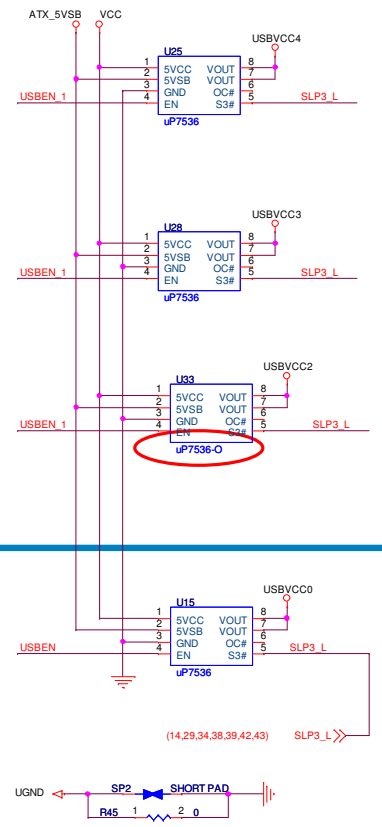 ATX_5VSB VCC
USBVCC4
U25
1 5VCC VOUT 8
2 5VSB VOUT 7
3 GND OC# 6
USBEN_1 4 EN S3# 5 SLP3_L
uP7536
USBVCC3
U28
1 5VCC VOUT 8
2 5VSB VOUT 7
3 GND OC# 6
USBEN_1 4 EN S3# 5 SLP3_L
uP7536
USBVCC2
U33
1 5VCC VOUT 8
2 5VSB VOUT 7
3 GND OC# 6
USBEN_1 4 EN S3# 5 SLP3_L
uP7536-O
USBVCC0
U15
1 5VCC VOUT 8
2 5VSB VOUT 7
3 GND OC# 6
USBEN 4 EN S3# 5 SLP3_L
uP7536
(14,29,34,38,39,42,43) SLP3_L
UGND SP2 SHORT PAD
R45 1 2 0